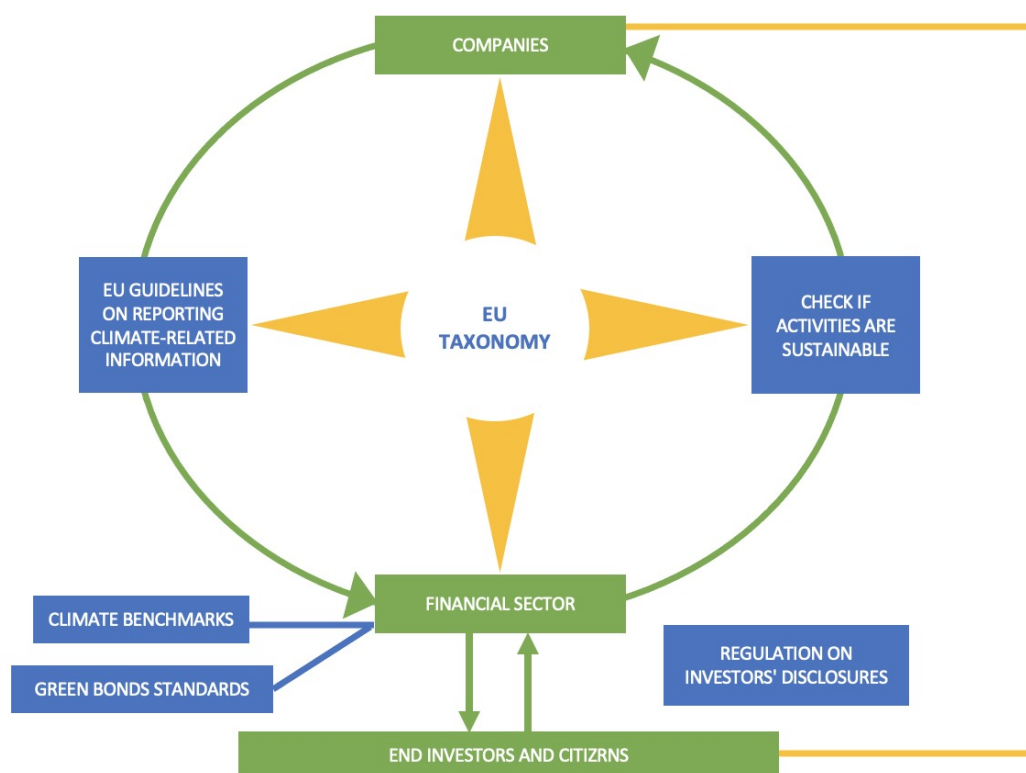 COMPANIES
EU GUIDELINES
ON REPORTING
CLIMATE-RELATED
INFORMATION
EU
TAXONOMY
CHECK IF
ACTIVITIES ARE
SUSTAINABLE
FINANCIAL SECTOR
CLIMATE BENCHMARKS
GREEN BONDS STANDARDS
REGULATION ON
INVESTORS' DISCLOSURES
END INVESTORS AND CITIZRNS